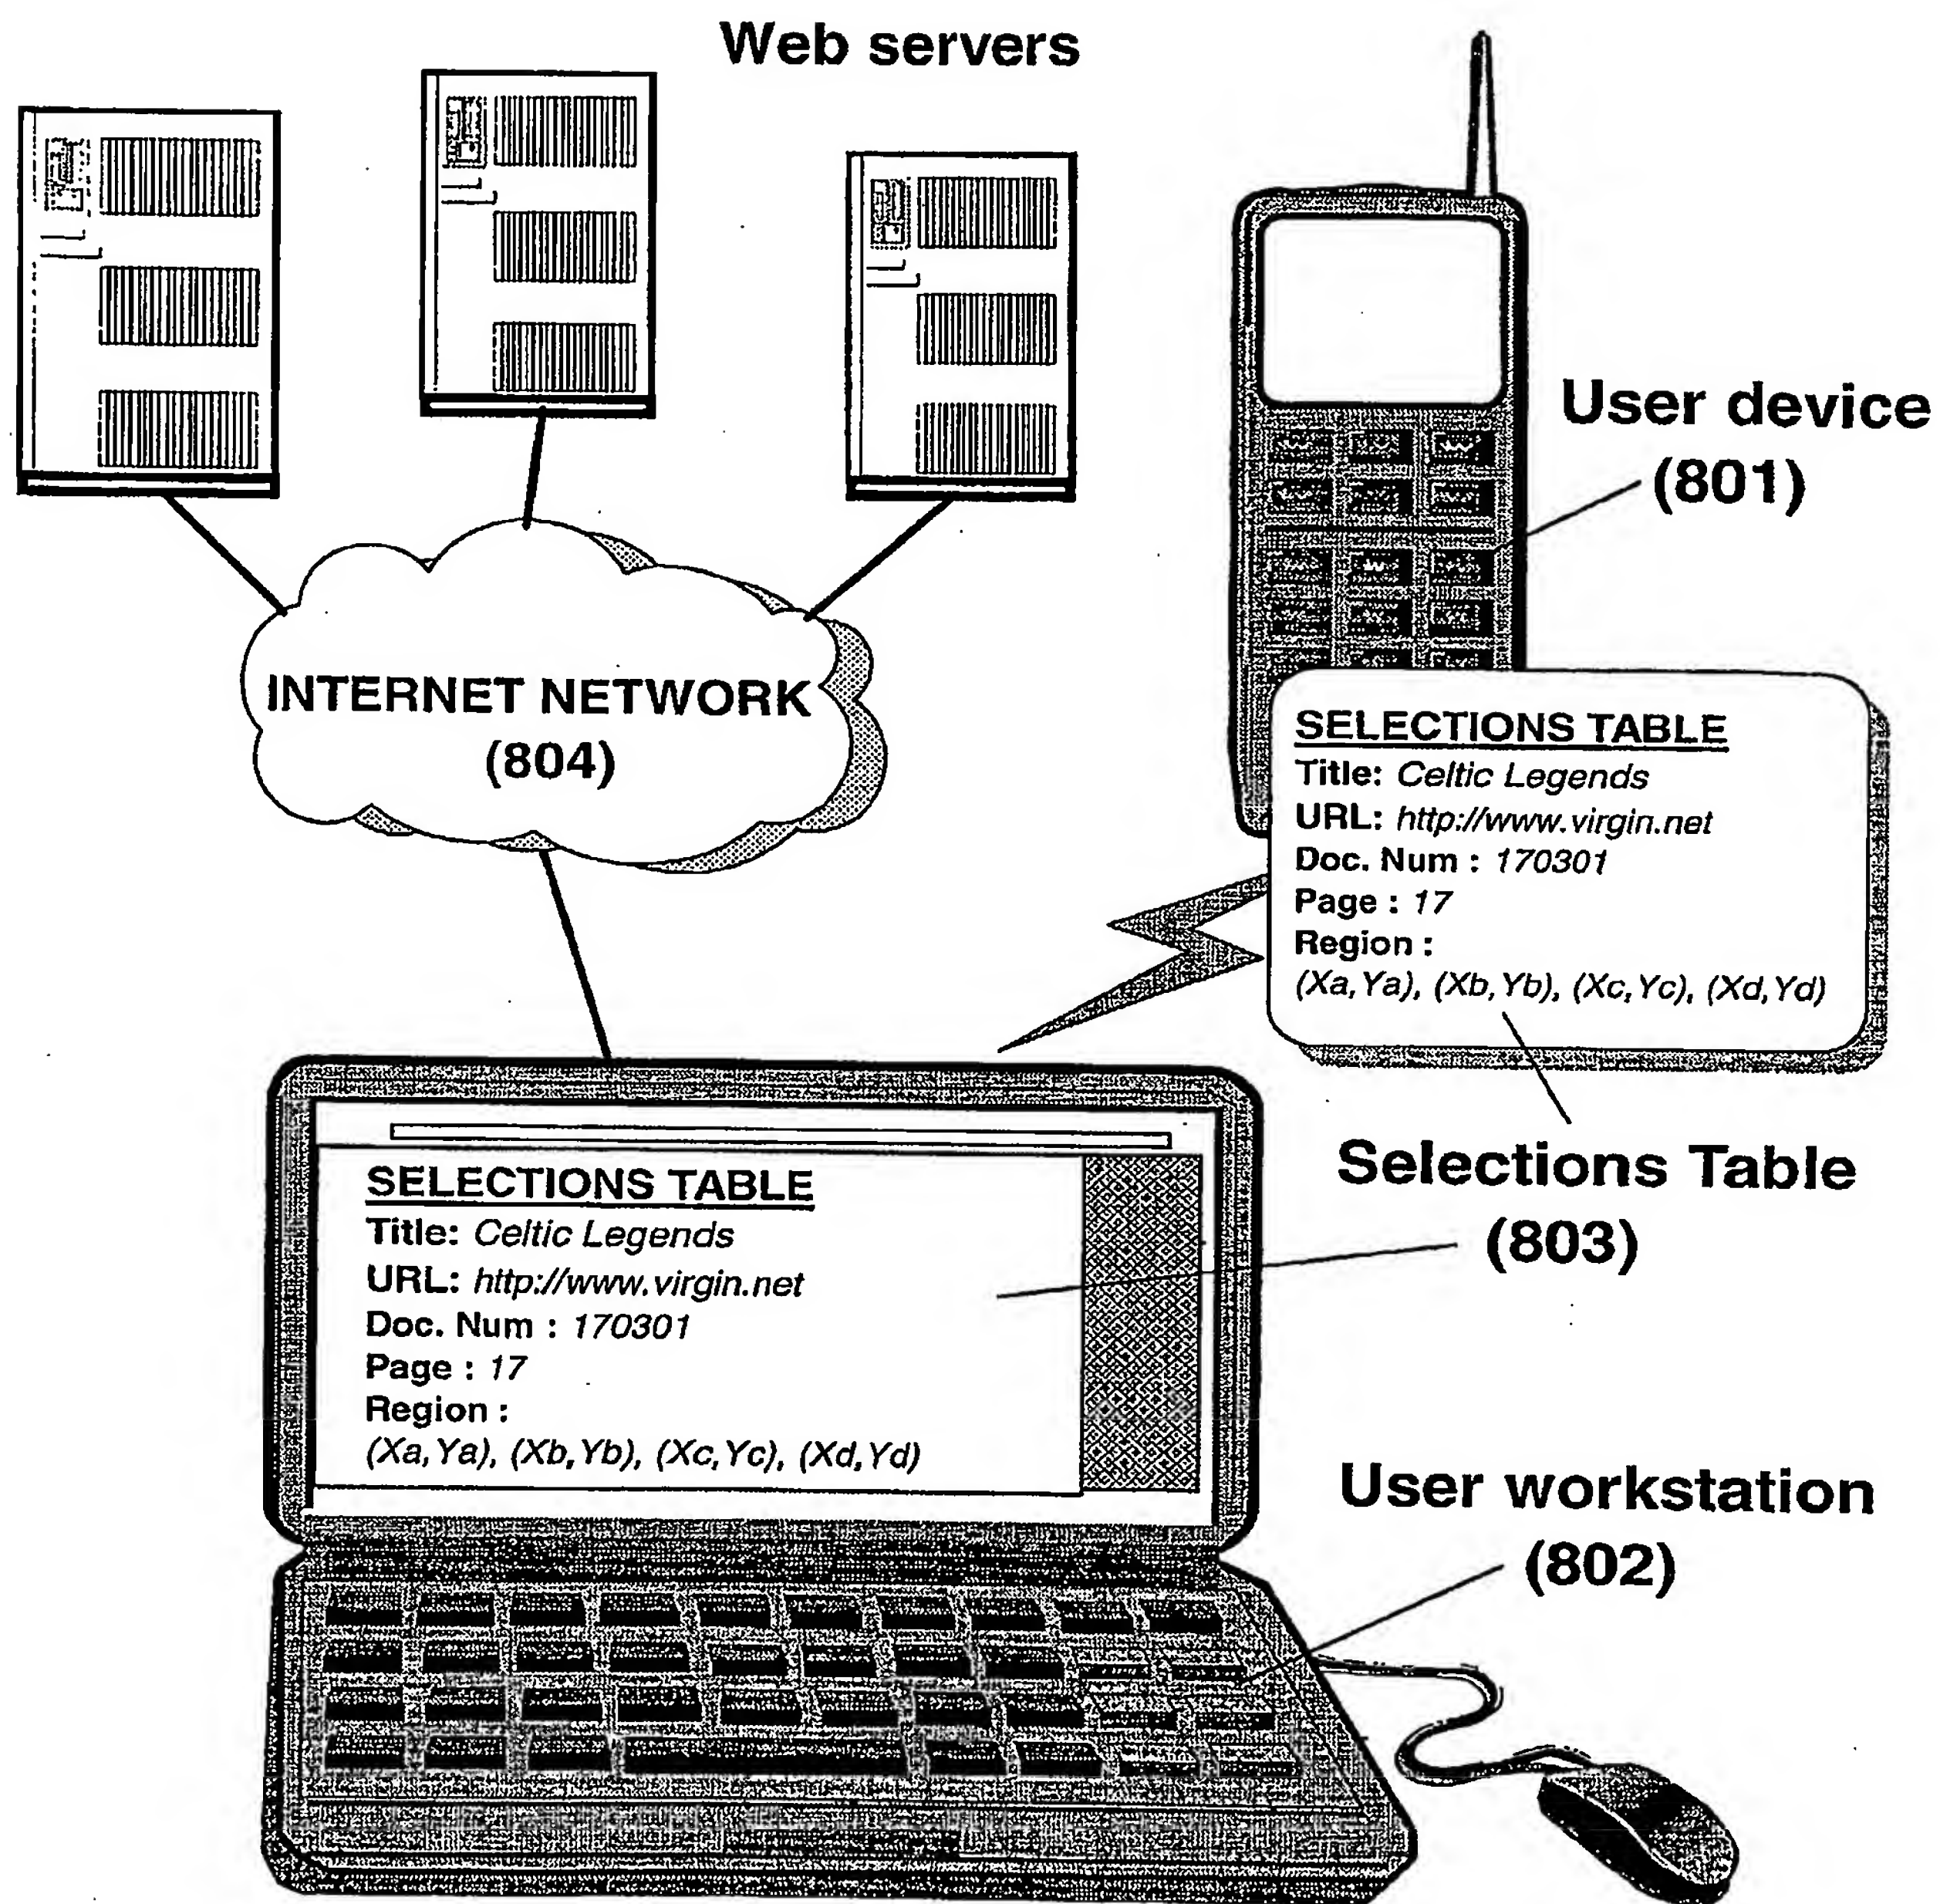 Web servers
User device
(801)
INTERNET NETWORK
(804)
SELECTIONS TABLE
Title: Celtic Legends
URL: http://www.virgin.net
Doc. Num : 170301
Page : 17
Region :
(Xa,Ya), (Xb,Yb), (Xc,Yc), (Xd,Yd)
Selections Table
(803)
SELECTIONS TABLE
Title: Celtic Legends
URL: http://www.virgin.net
Doc. Num : 170301
Page : 17
Region :
(Xa,Ya), (Xb,Yb), (Xc,Yc), (Xd,Yd)
User workstation
(802)